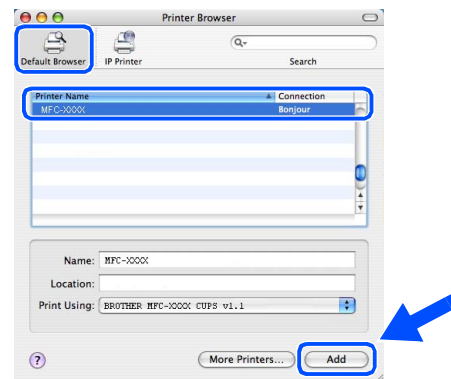 Printer Browser
Default Browser
IP Printer
Q
Search
Printer Name
Connection
MFC-XXXX
Bonjour
Name:
MFC-XXXX
Location:
Print Using:
BROTHER MFC-XXXX CUPS v1.1
?
More Printers...
Add